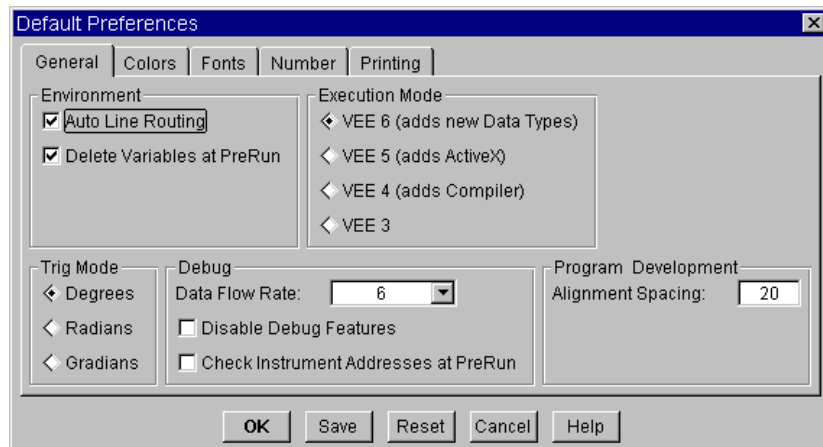 Default Preferences
General Colors Fonts Number Printing
Environment
Auto Line Routing
Delete Variables at PreRun
Execution Mode
VEE 6 (adds new Data Types)
VEE 5 (adds ActiveX)
VEE 4 (adds Compiler)
VEE 3
Trig Mode
Degrees
Radians
Gradians
Debug
Data Flow Rate: 6
Disable Debug Features
Check Instrument Addresses at PreRun
Program Development
Alignment Spacing: 20
OK Save Reset Cancel Help